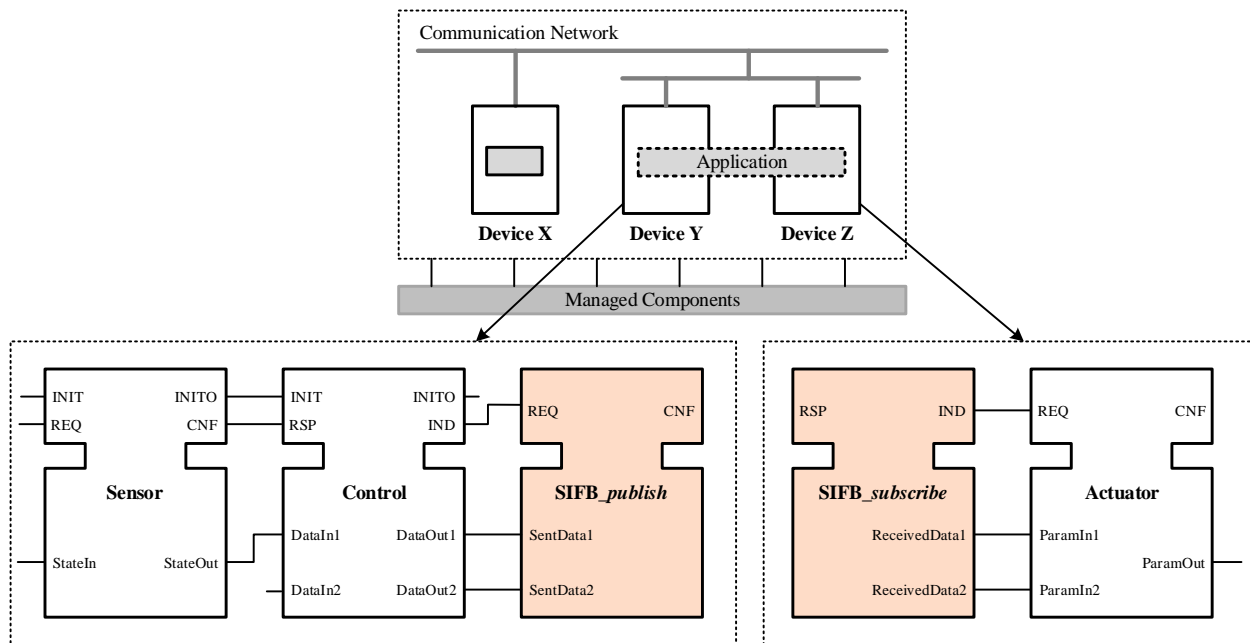 Communication Network
Application
Device X
Device Y
Device Z
Managed Components
INIT
INITO
REQ
CNF
Sensor
StateIn
StateOut
INIT
INITO
RSP
IND
Control
DataIn1
DataOut1
DataIn2
DataOut2
REQ
CNF
SIFB_publish
SentData1
SentData2
RSP
IND
SIFB_subscribe
ReceivedData1
ReceivedData2
REQ
CNF
Actuator
ParamIn1
ParamOut
ParamIn2